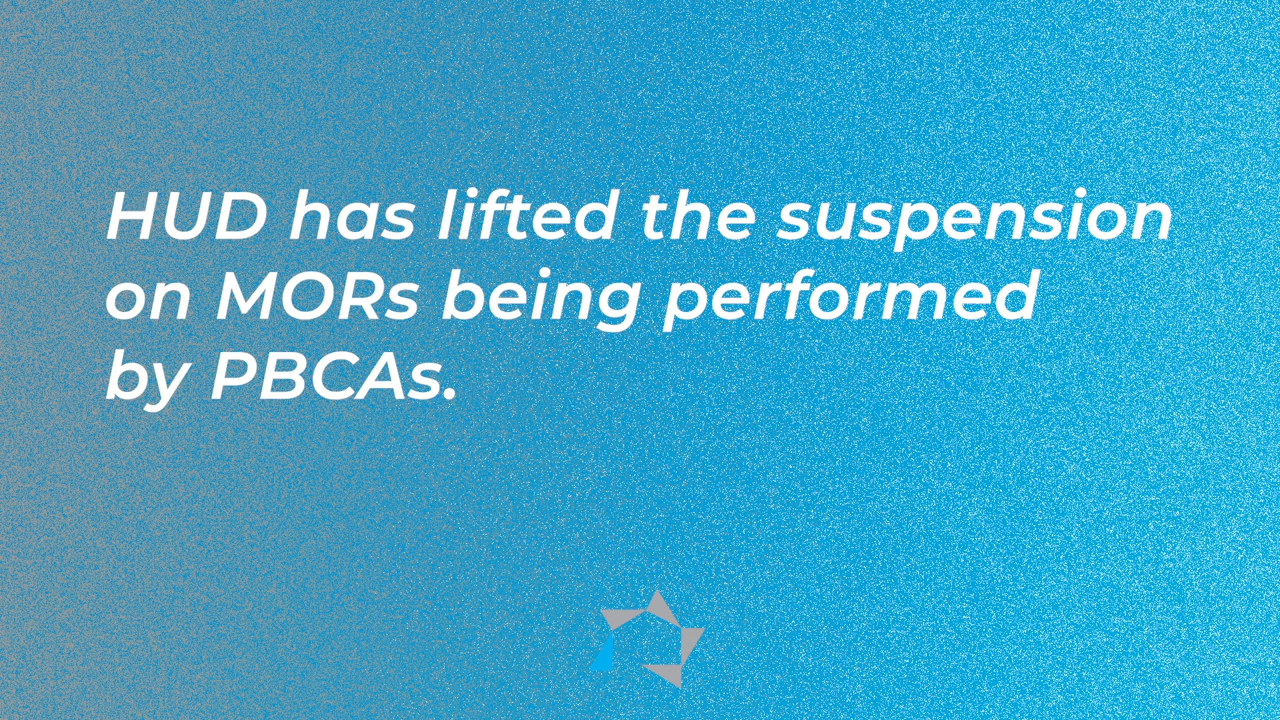 HUD has lifted the suspension
on MORs being performed
by PBCAs.